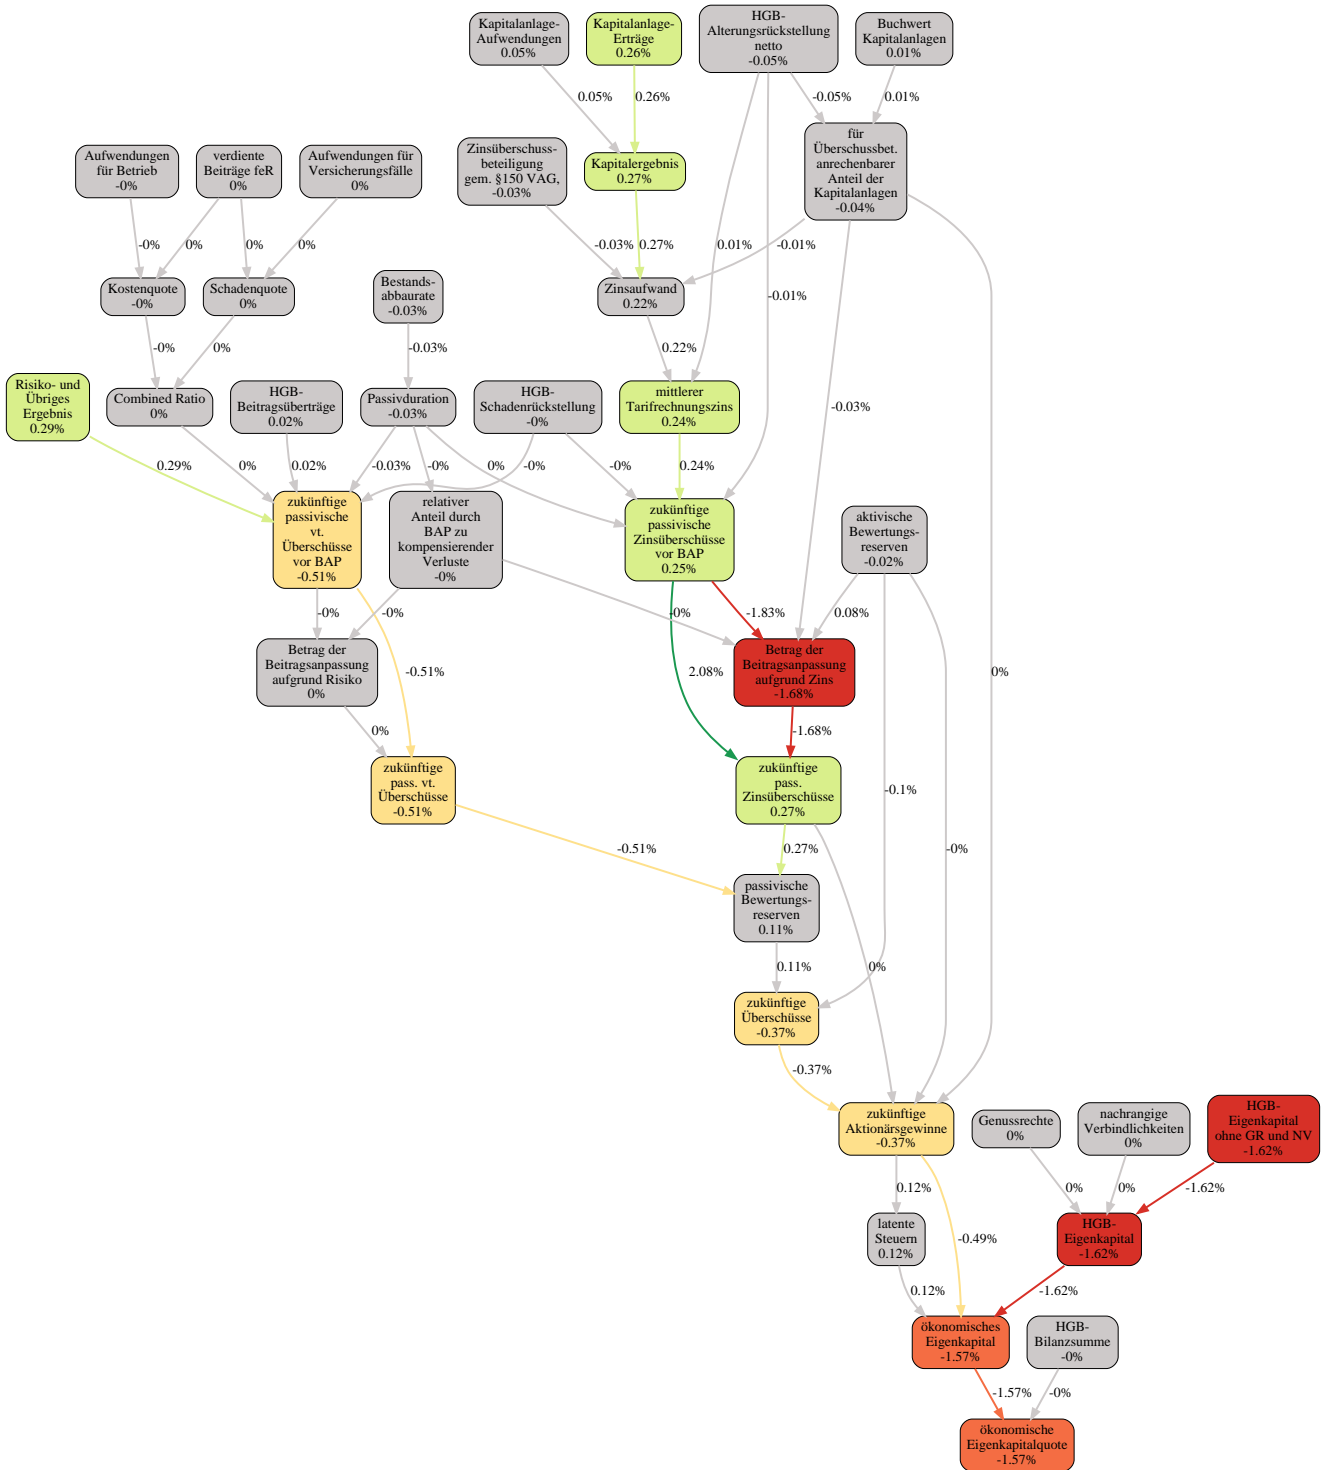 Kapitalanlage-
Aufwendungen
0.05%
Kapitalanlage-
Erträge
0.26%
HGB-
Alterungsrückstellung
netto
-0.05%
Buchwert
Kapitalanlagen
0.01%
0.05%
0.26%
-0.05%
0.01%
Aufwendungen
für Betrieb
-0%
verdiente
Beiträge feR
0%
Aufwendungen für
Versicherungsfälle
0%
Zinsüberschuss-
beteiligung
gem. §150 VAG,
-0.03%
Kapitalergebnis
0.27%
für
Überschussbet.
anrechenbarer
Anteil der
Kapitalanlagen
-0.04%
-0%
0%
0%
0%
-0.03%
0.27%
0.01%
-0.01%
Kostenquote
-0%
Schadenquote
0%
Bestands-
abbaurate
-0.03%
Zinsaufwand
0.22%
-0.01%
-0%
0%
-0.03%
0.22%
Risiko- und
Übriges
Ergebnis
0.29%
Combined Ratio
0%
HGB-
Beitragsüberträge
0.02%
Passivduration
-0.03%
HGB-
Schadenrückstellung
-0%
mittlerer
Tarifrechnungszins
0.24%
-0.03%
0.29%
0%
0.02%
-0.03%
-0%
0%
-0%
-0%
0.24%
zukünftige
passivische
vt.
Überschüsse
vor BAP
-0.51%
relativer
Anteil durch
BAP zu
kompensierender
Verluste
-0%
zukünftige
passivische
Zinsüberschüsse
vor BAP
0.25%
aktivische
Bewertungs-
reserven
-0.02%
-0%
-0%
-0%
-1.83%
0.08%
Betrag der
Beitragsanpassung
aufgrund Risiko
0%
-0.51%
2.08%
Betrag der
Beitragsanpassung
aufgrund Zins
-1.68%
0%
0%
-1.68%
zukünftige
pass. vt.
Überschüsse
-0.51%
zukünftige
pass.
Zinsüberschüsse
0.27%
-0.1%
-0.51%
0.27%
-0%
passivische
Bewertungs-
reserven
0.11%
0.11%
0%
zukünftige
Überschüsse
-0.37%
-0.37%
zukünftige
Aktionärsgewinne
-0.37%
Genussrechte
0%
nachrangige
Verbindlichkeiten
0%
HGB-
Eigenkapital
ohne GR und NV
-1.62%
0.12%
0%
0%
-1.62%
latente
Steuern
0.12%
-0.49%
HGB-
Eigenkapital
-1.62%
0.12%
-1.62%
ökonomisches
Eigenkapital
-1.57%
HGB-
Bilanzsumme
-0%
-1.57%
-0%
ökonomische
Eigenkapitalquote
-1.57%